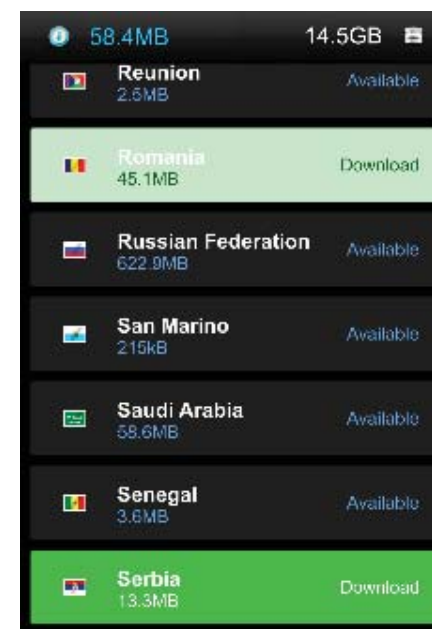 58.4MB 14.5GB
Reunion
Available
2.5MB
Romania
Download
45.1MB
Russian Federation
Available
622.9MB
San Marino
Available
215kB
Saudi Arabia
Available
58.6MB
Senegal
Available
3.6MB
Serbia
Download
13.3MB